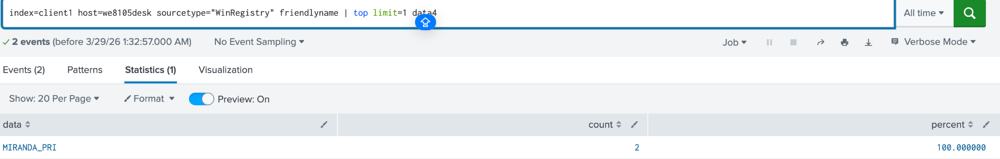 index=client1 host=we8105desk sourcetype="WinRegistry" friendlyname | top limit=1 data4
All time
2 events (before 3/29/26 1:32:57.000 AM)
No Event Sampling
Job
Verbose Mode
Events (2)
Patterns
Statistics (1)
Visualization
Show: 20 Per Page
Format
Preview: On
data
count
percent
MIRANDA_PRI
2
100.000000